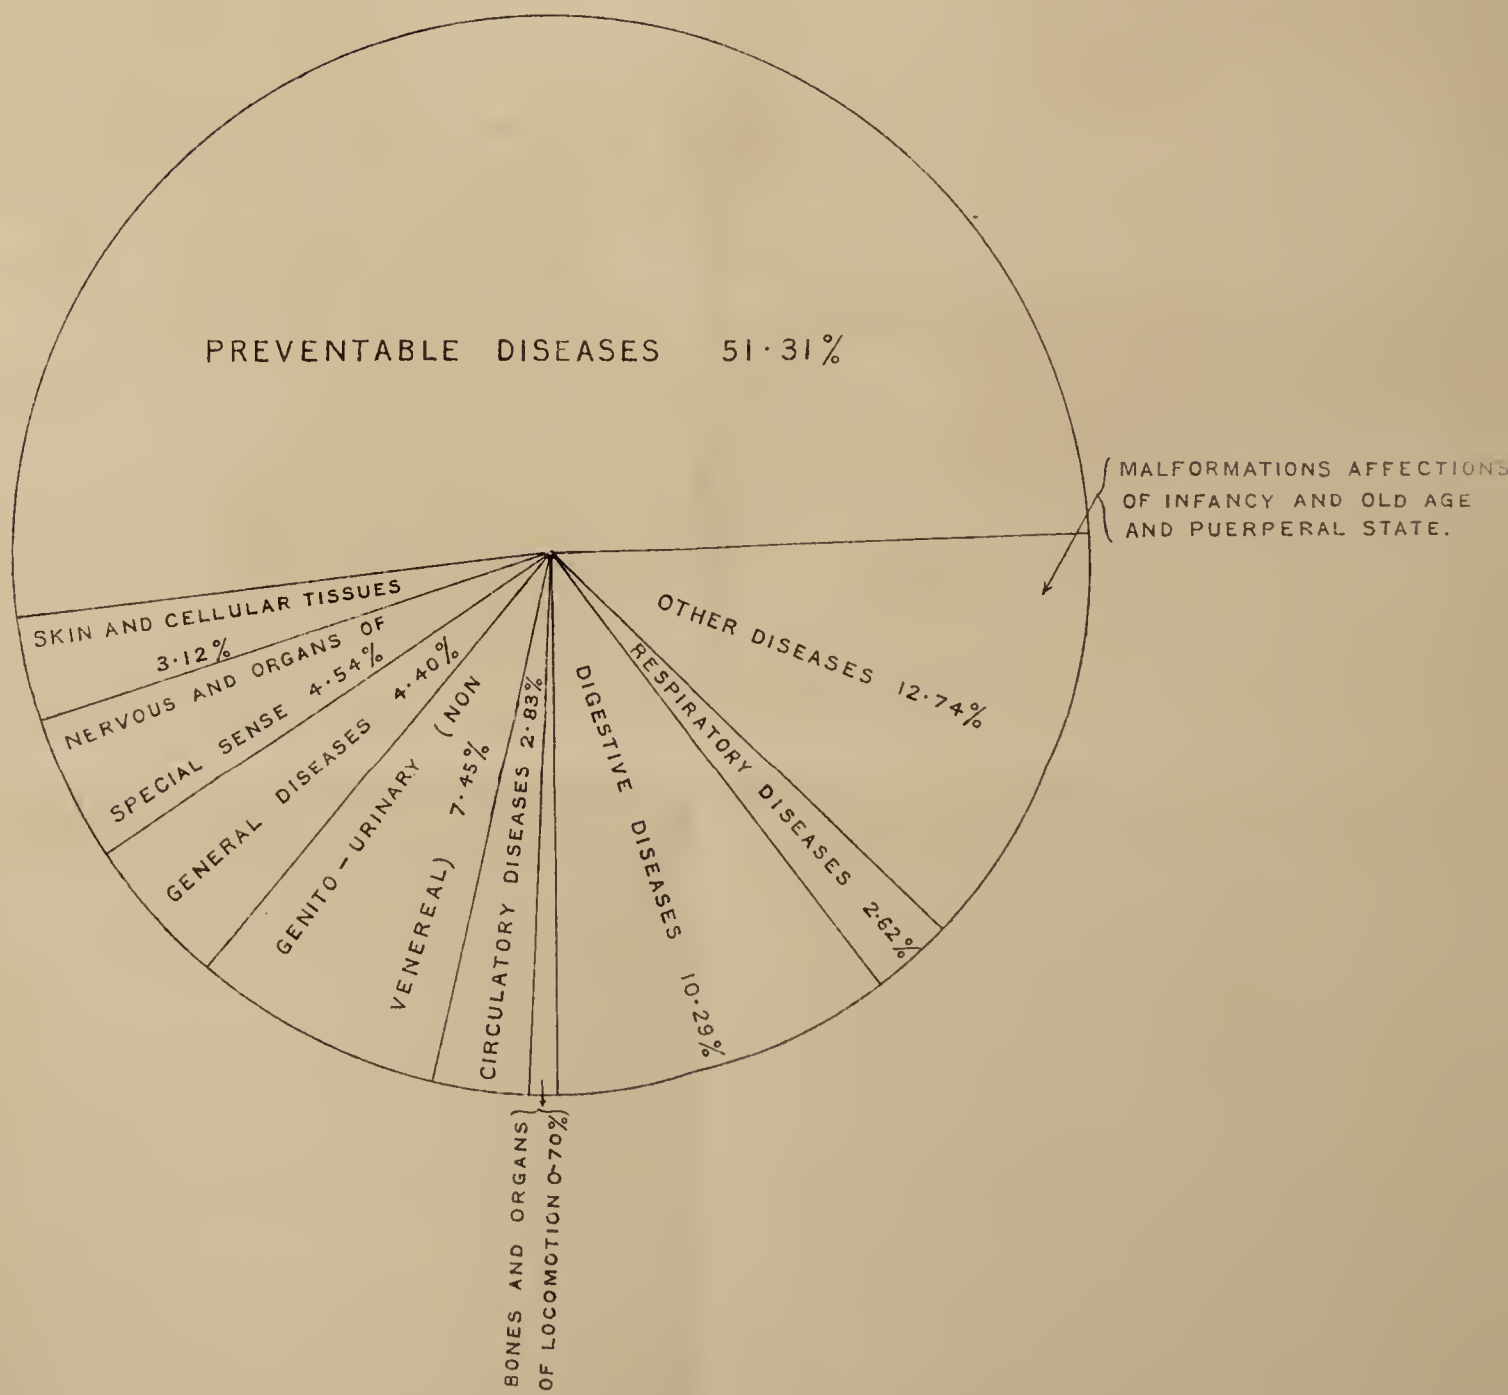 PREVENTABLE DISEASES 51·31%
MALFORMATIONS AFFECTIONS
OF INFANCY AND OLD AGE
AND PUERPERAL STATE.
SKIN AND CELLULAR TISSUES
3·12%
NERVOUS AND ORGANS OF
SPECIAL SENSE 4·54%
GENERAL DISEASES 4·40%
GENITO-URINARY (NON
VENEREAL) 7·45%
CIRCULATORY DISEASES 2·83%
BONES AND ORGANS
OF LOCOMOTION 0·70%
DIGESTIVE DISEASES 10·29%
RESPIRATORY DISEASES 2·62%
OTHER DISEASES 12·74%